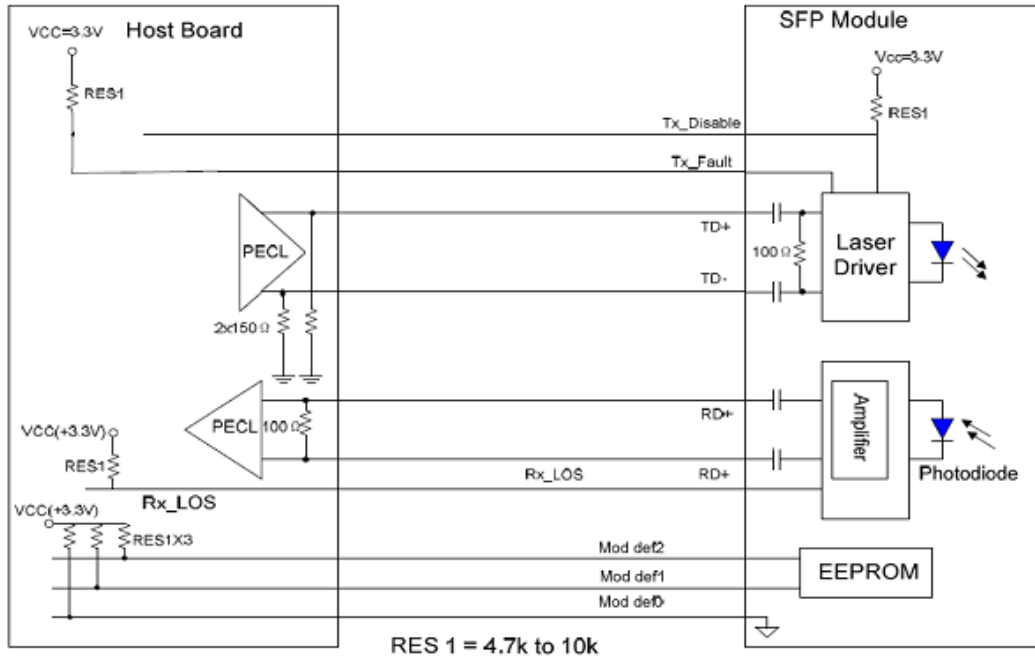 Host Board
SFP Module
VCC=3.3V
RES1
Vcc=3.3V
RES1
Tx_Disable
Tx_Fault
PECL
TD+
TD-
100 Ω
Laser
Driver
2x150 Ω
PECL
100 Ω
RD+
RD+
Amplifier
Photodiode
VCC(+3.3V)
RES1
Rx_LOS
Rx_LOS
VCC(+3.3V)
RES1X3
Mod def2
Mod def1
Mod def0
EEPROM
RES 1 = 4.7k to 10k